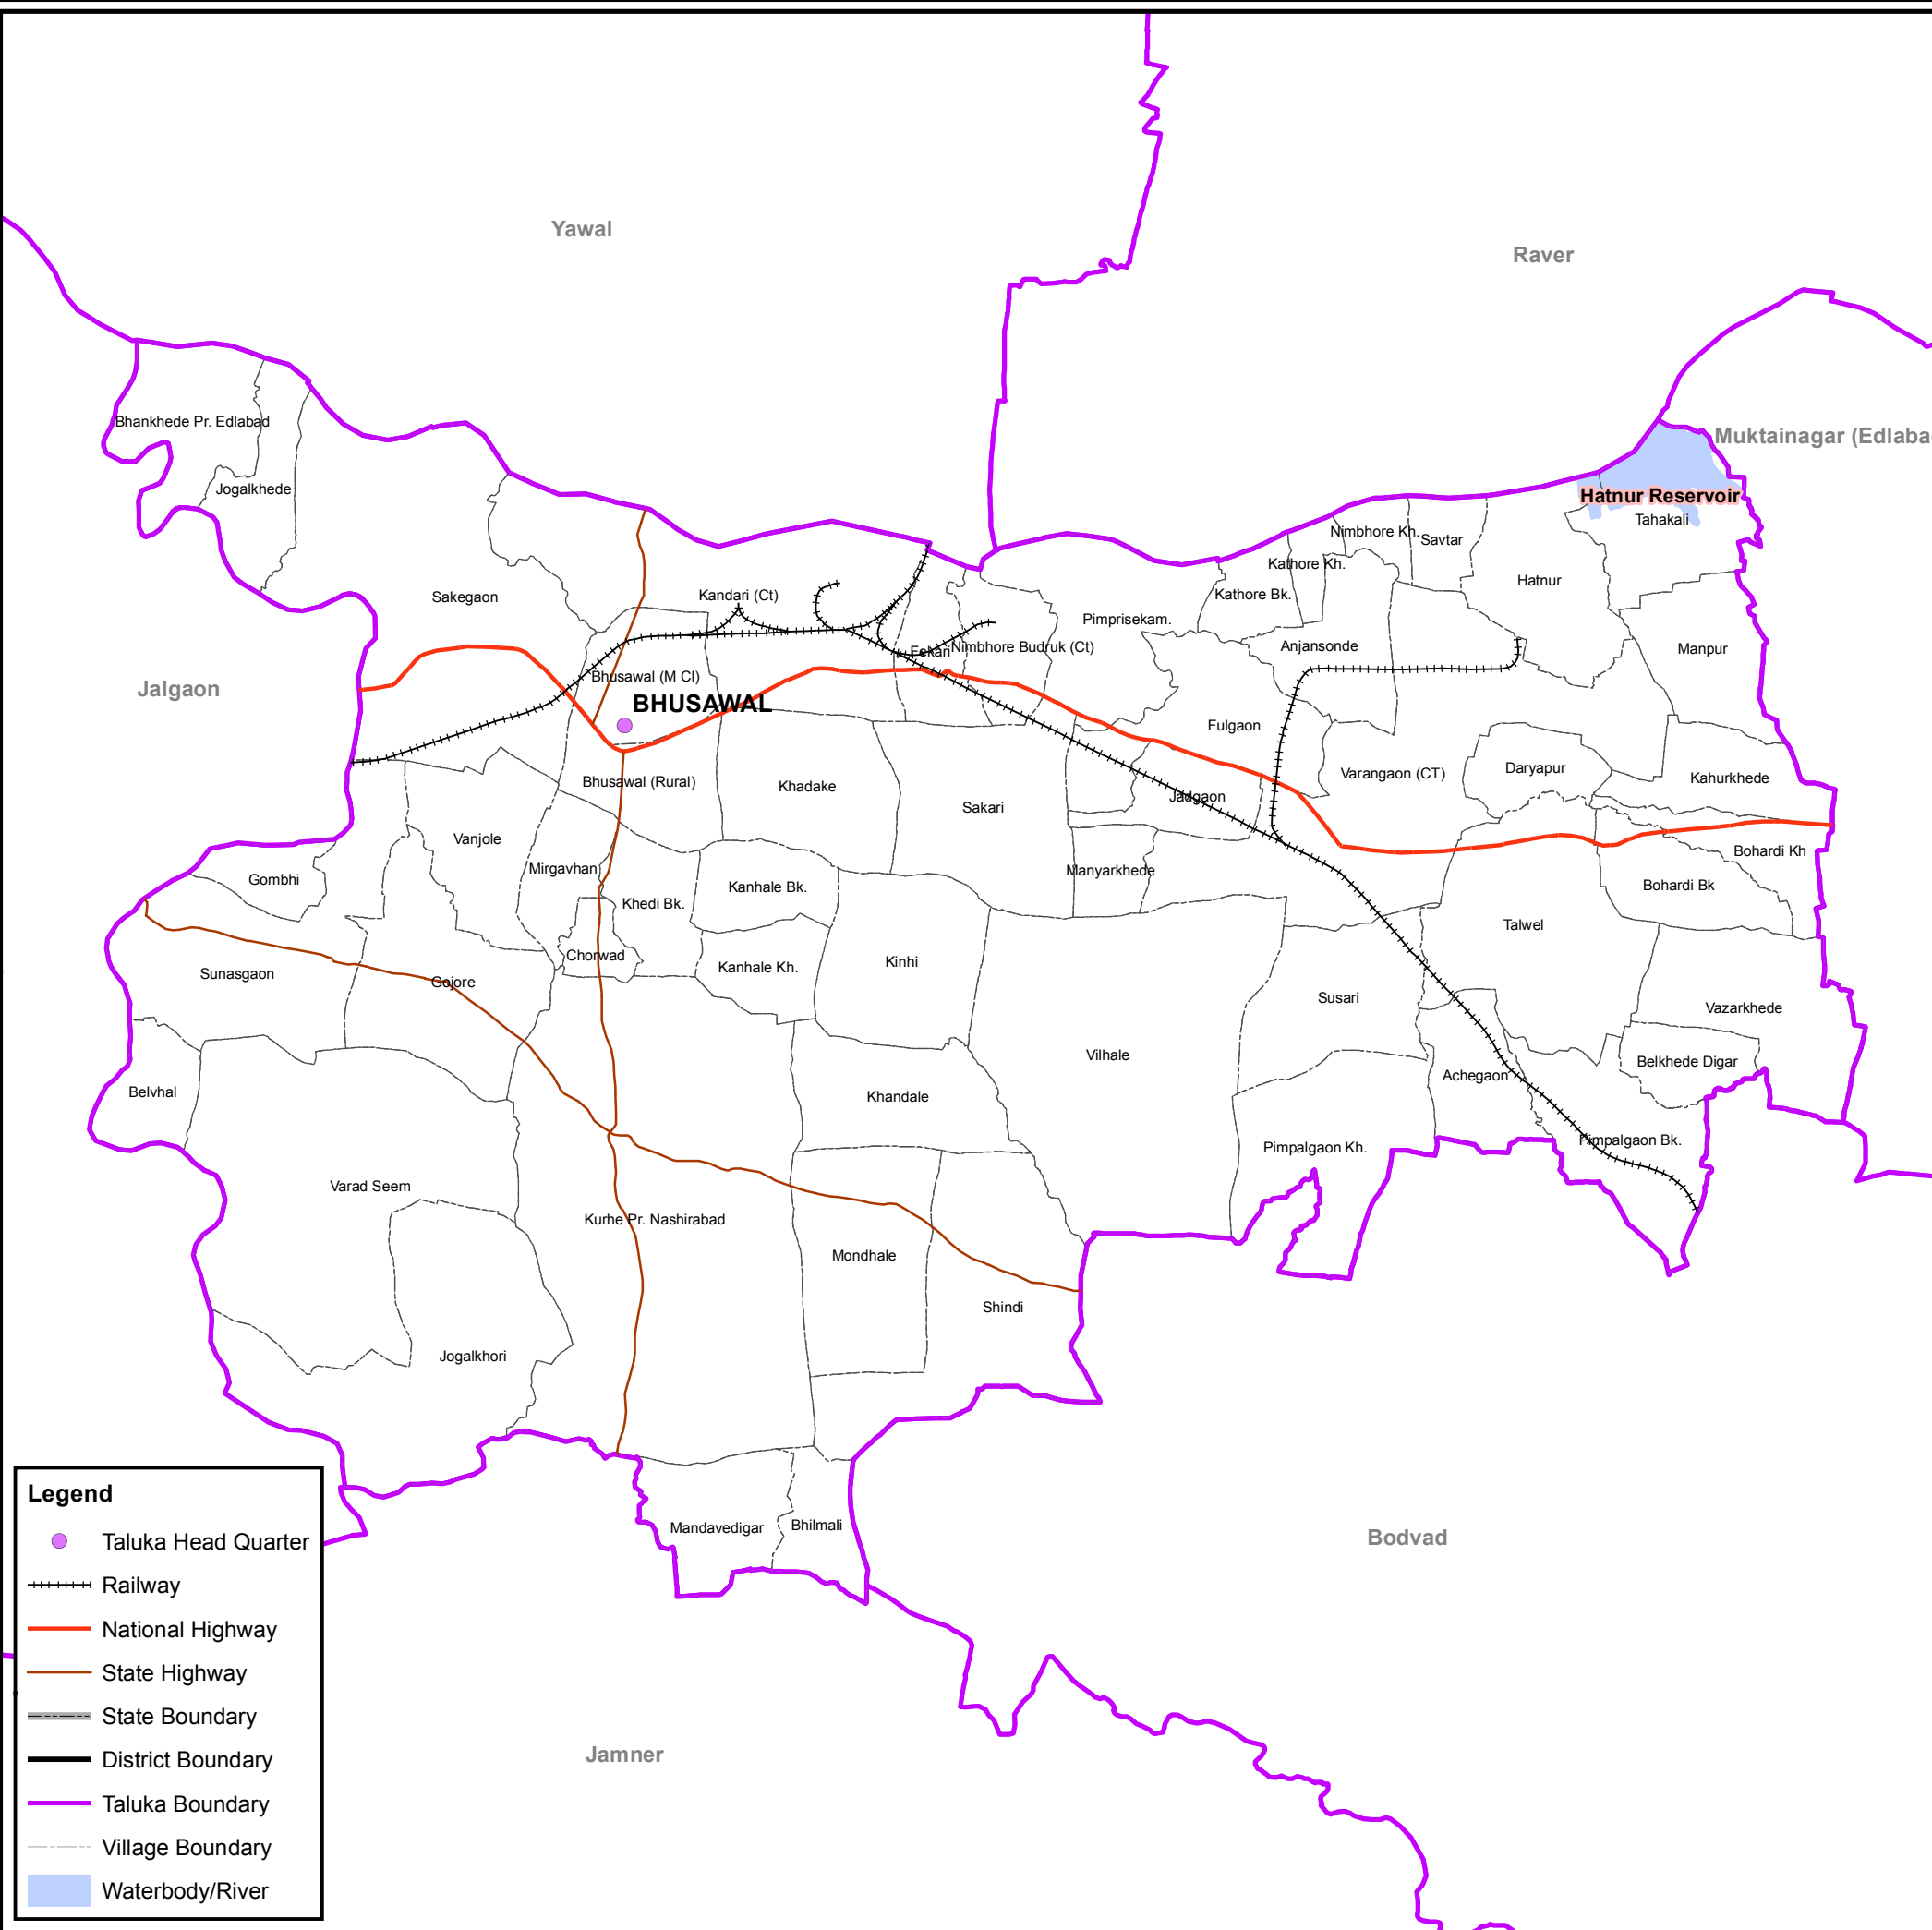 Yawal
Raver
Bhankhede Pr. Edlabad
Muktainagar (Edlaba
Jogalkhede
Hatnur Reservoir
Tahakali
Nimbhore Kh.
Savtar
Kathore Kh.
Hatnur
Kathore Bk.
Kandari (Ct)
Sakegaon
Pimprisekam.
Anjansonde
Nimbhore Budruk (Ct)
Fekari
Manpur
Bhusawal (M Cl)
Jalgaon
BHUSAWAL
Fulgaon
Daryapur
Varangaon (CT)
Kahurkhede
Bhusawal (Rural)
Khadake
Jadgaon
Sakari
Vanjole
Bohardi Kh
Mirgavhan
Manyarkhede
Gombhi
Kanhale Bk.
Bohardi Bk
Khedi Bk.
Talwel
Chorwad
Kinhi
Kanhale Kh.
Sunasgaon
Gojore
Susari
Vazarkhede
Vilhale
Belkhede Digar
Achegaon
Belvhal
Khandale
Pimpalgaon Bk.
Pimpalgaon Kh.
Varad Seem
Kurhe Pr. Nashirabad
Mondhale
Shindi
Jogalkhori
Mandavedigar
Bhilmali
Bodvad
Jamner
Legend
Taluka Head Quarter
Railway
National Highway
State Highway
State Boundary
District Boundary
Taluka Boundary
Village Boundary
Waterbody/River